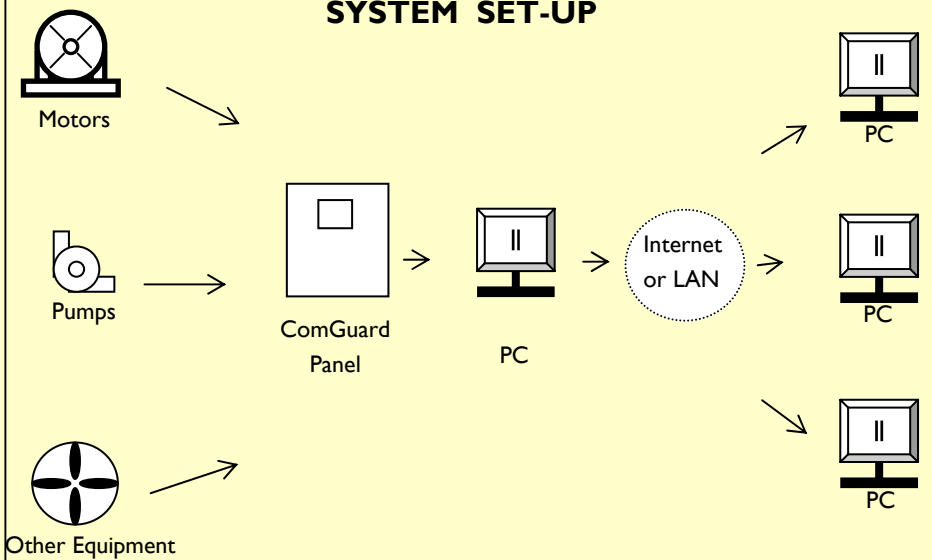 SYSTEM SET-UP
Motors
Pumps
Other Equipment
ComGuard
Panel
PC
Internet
or LAN
PC
PC
PC